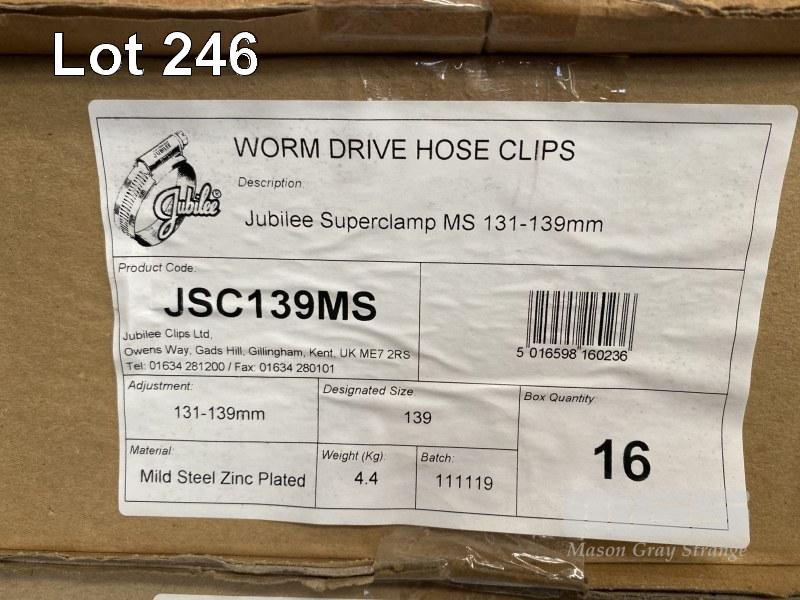 Lot 246
JUBILEE
Jubilee®
WORM DRIVE HOSE CLIPS
Description:
Jubilee Superclamp MS 131-139mm
Product Code:
JSC139MS
Jubilee Clips Ltd,
Owens Way, Gads Hill, Gillingham, Kent. UK ME7 2RS
Tel: 01634 281200 / Fax: 01634 280101
5 016598 160236
Adjustment:
131-139mm
Designated Size
139
Box Quantity
16
Material:
Mild Steel Zinc Plated
Weight (Kg):
4.4
Batch:
111119
Mason Gray Strange